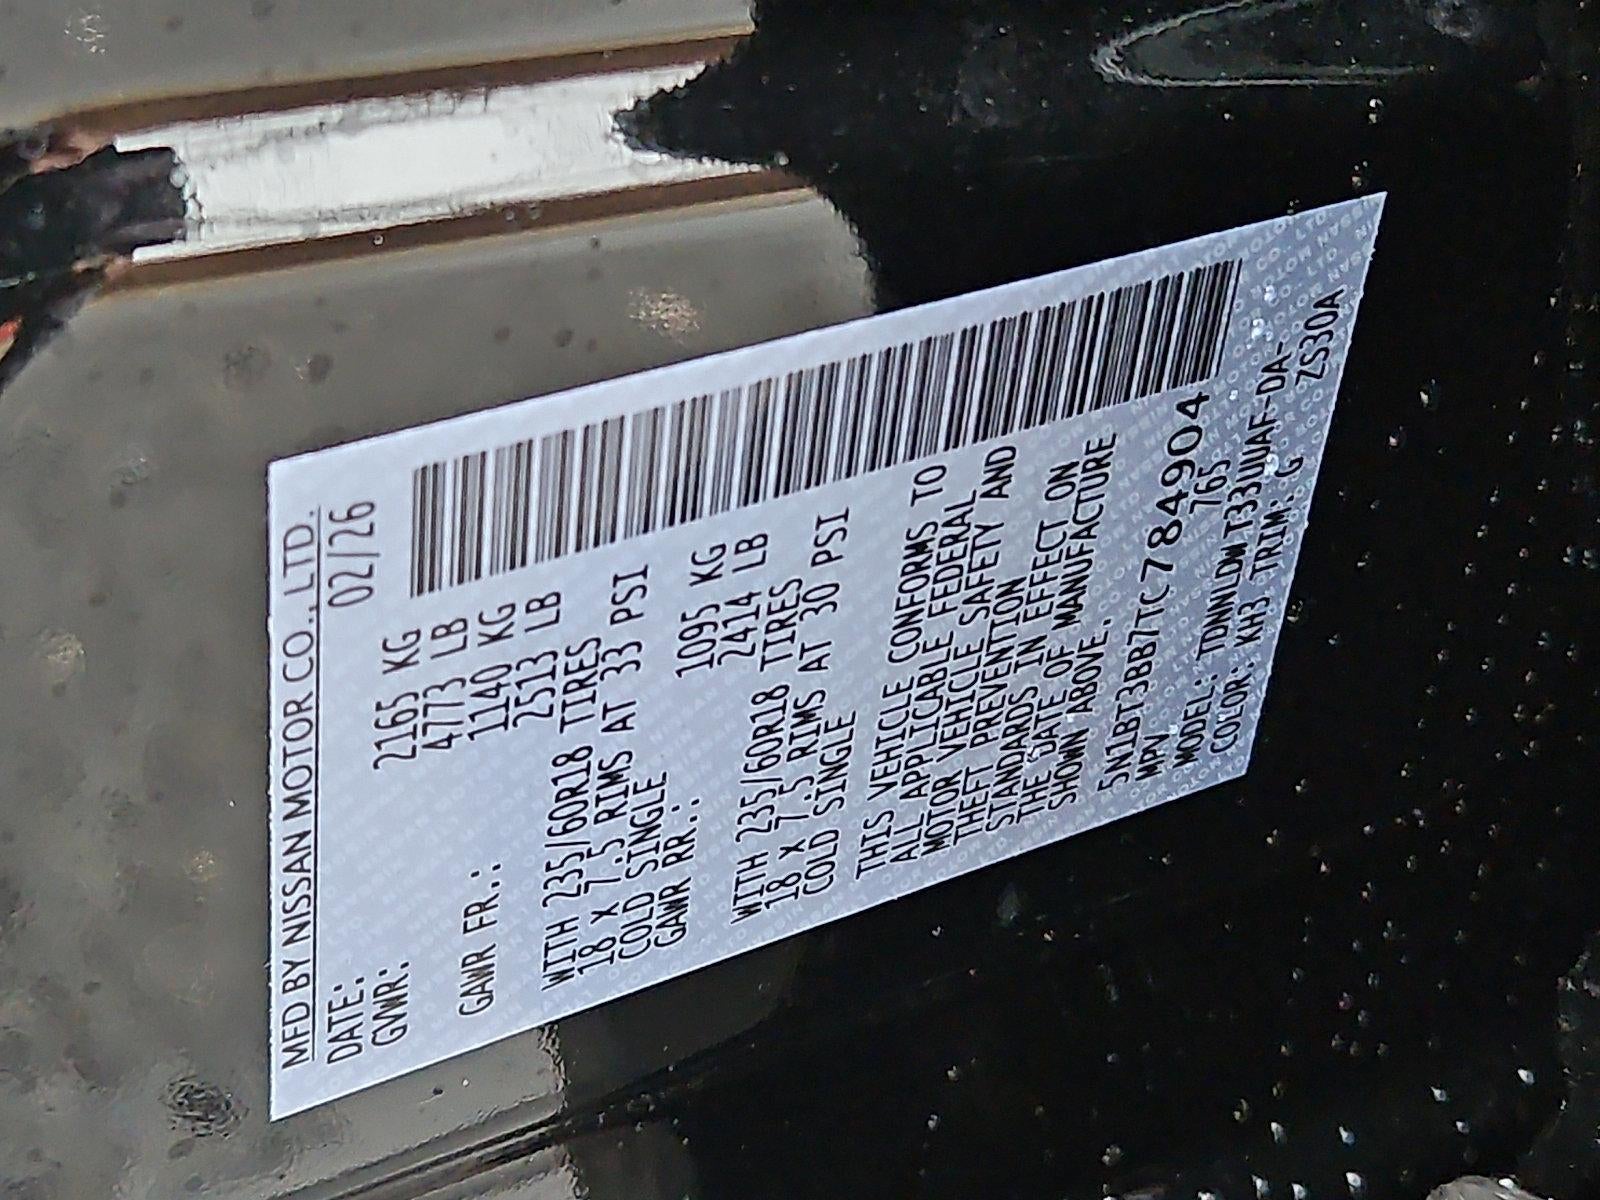 MFD BY NISSAN MOTOR CO., LTD.
DATE: 02/26
GVWR: 2165 KG
4773 LB
GAWR FR.: 1140 KG
2513 LB
WITH 235/60R18 TIRES
18 X 7.5 RIMS AT 33 PSI
COLD SINGLE
GAWR RR.: 1095 KG
2414 LB
WITH 235/60R18 TIRES
18 X 7.5 RIMS AT 30 PSI
COLD SINGLE
THIS VEHICLE CONFORMS TO
ALL APPLICABLE FEDERAL
MOTOR VEHICLE SAFETY AND
THEFT PREVENTION
STANDARDS IN EFFECT ON
THE DATE OF MANUFACTURE
SHOWN ABOVE.
5N1BT3BB7TC784904
MPV 765
MODEL: TDNNLDWT33UUAF-DA-
COLOR: KH3 TRIM: G ZS30A